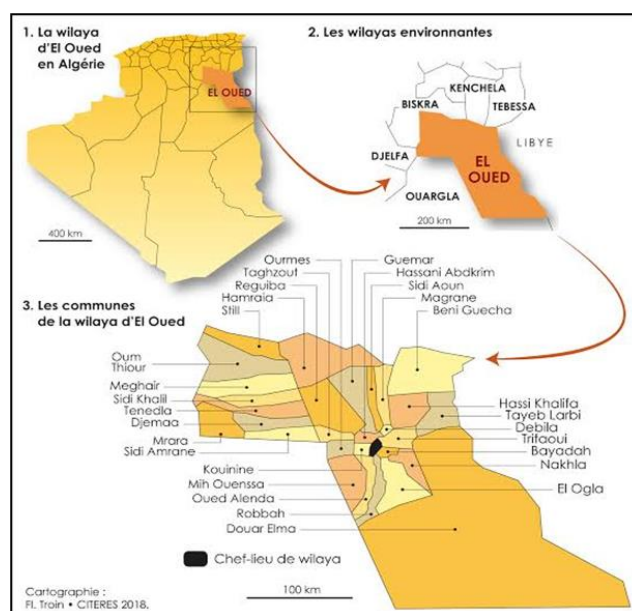 1. La wilaya
d'El Oued
en Algérie
EL OUED
400 km
2. Les wilayas environnantes
KENCHELA
BISKRA
TEBESSA
LIBYE
DJELFA
EL
OUED
OUARGLA
200 km
3. Les communes
de la wilaya d'El Oued
Ourmes
Taghzout
Reguiba
Hamraia
Still
Guemar
Hassani Abdkrim
Sidi Aoun
Magrane
Beni Guecha
Oum
Thiour
Meghair
Sidi Khalil
Tenedla
Djemaa
Mrara
Sidi Amrane
Hassi Khalifa
Tayeb Larbi
Debila
Trifaoui
Bayadah
Nakhla
El Ogla
Kouinine
Mih Ouenssa
Oued Alenda
Robbah
Douar Elma
Chef-lieu de wilaya
100 km
Cartographie :
Fl. Troin • CITERES 2018.